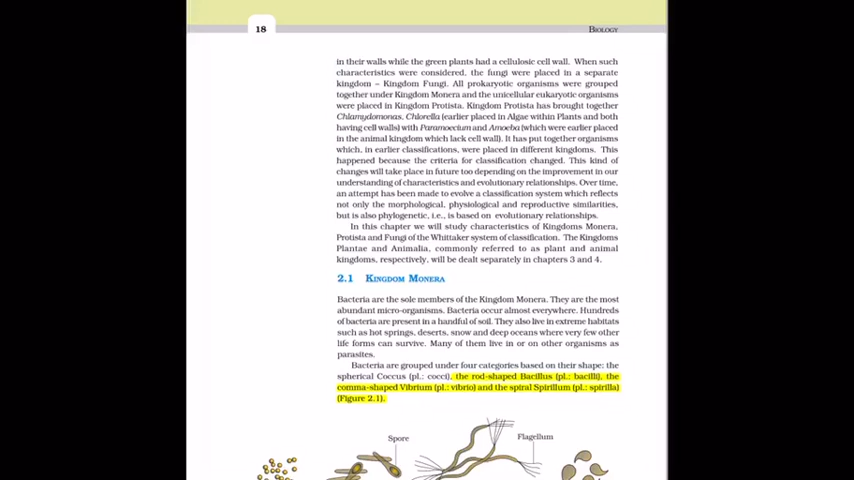 18
BIOLOGY
in their walls while the green plants had a cellulosic cell wall. When such
characteristics were considered, the fungi were placed in a separate
kingdom – Kingdom Fungi. All prokaryotic organisms were grouped
together under Kingdom Monera and the unicellular eukaryotic organisms
were placed in Kingdom Protista. Kingdom Protista has brought together
Chlamydomonas, Chlorella (earlier placed in Algae within Plants and both
having cell walls) with Paramoecium and Amoeba (which were earlier placed
in the animal kingdom which lack cell wall). It has put together organisms
which, in earlier classifications, were placed in different kingdoms. This
happened because the criteria for classification changed. This kind of
changes will take place in future too depending on the improvement in our
understanding of characteristics and evolutionary relationships. Over time,
an attempt has been made to evolve a classification system which reflects
not only the morphological, physiological and reproductive similarities,
but is also phylogenetic, i.e., is based on evolutionary relationships.
In this chapter we will study characteristics of Kingdoms Monera,
Protista and Fungi of the Whittaker system of classification. The Kingdoms
Plantae and Animalia, commonly referred to as plant and animal
kingdoms, respectively, will be dealt separately in chapters 3 and 4.
2.1 KINGDOM MONERA
Bacteria are the sole members of the Kingdom Monera. They are the most
abundant micro-organisms. Bacteria occur almost everywhere. Hundreds
of bacteria are present in a handful of soil. They also live in extreme habitats
such as hot springs, deserts, snow and deep oceans where very few other
life forms can survive. Many of them live in or on other organisms as
parasites.
Bacteria are grouped under four categories based on their shape: the
spherical Coccus (pl.: cocci), the rod-shaped Bacillus (pl.: bacilli), the
comma-shaped Vibrium (pl.: vibrio) and the spiral Spirillum (pl.: spirilla)
(Figure 2.1).
Spore
Flagellum